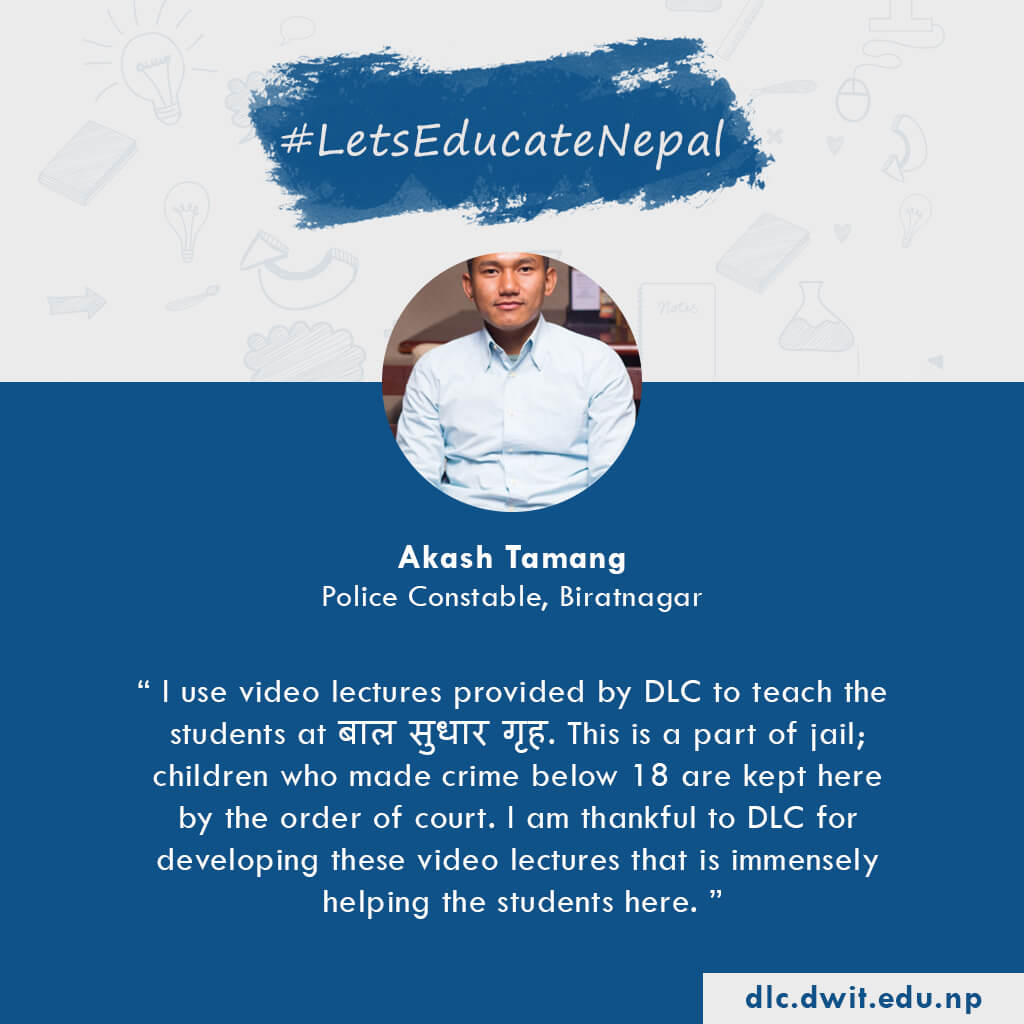 #LetsEducateNepal
Notes
Akash Tamang
Police Constable, Biratnagar
“ I use video lectures provided by DLC to teach the
students at बाल सुधार गृह. This is a part of jail;
children who made crime below 18 are kept here
by the order of court. I am thankful to DLC for
developing these video lectures that is immensely
helping the students here. ”
dlc.dwit.edu.np